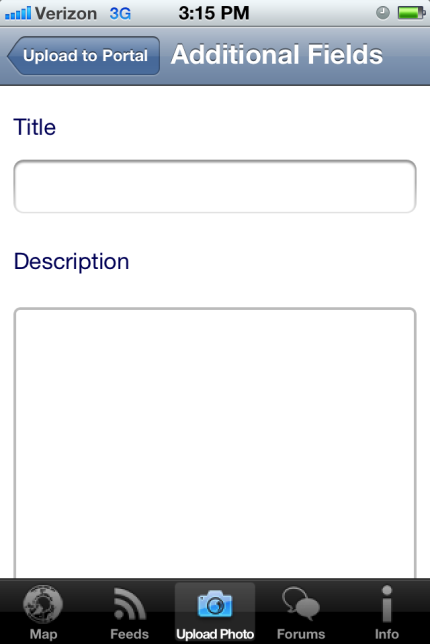 Verizon 3G 3:15 PM
Upload to Portal Additional Fields
Title
Description
Map Feeds Upload Photo Forums Info